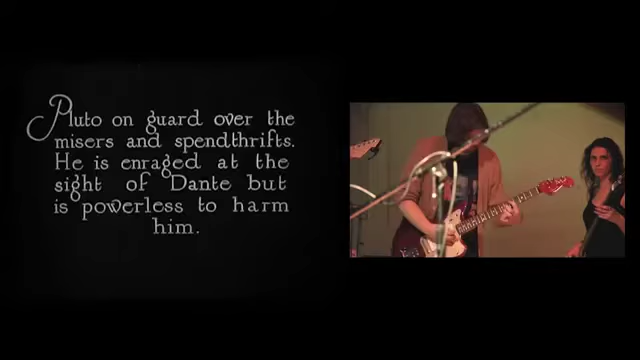 Pluto on guard over the
misers and spendthrifts.
He is enraged at the
sight of Dante but
is powerless to harm
him.